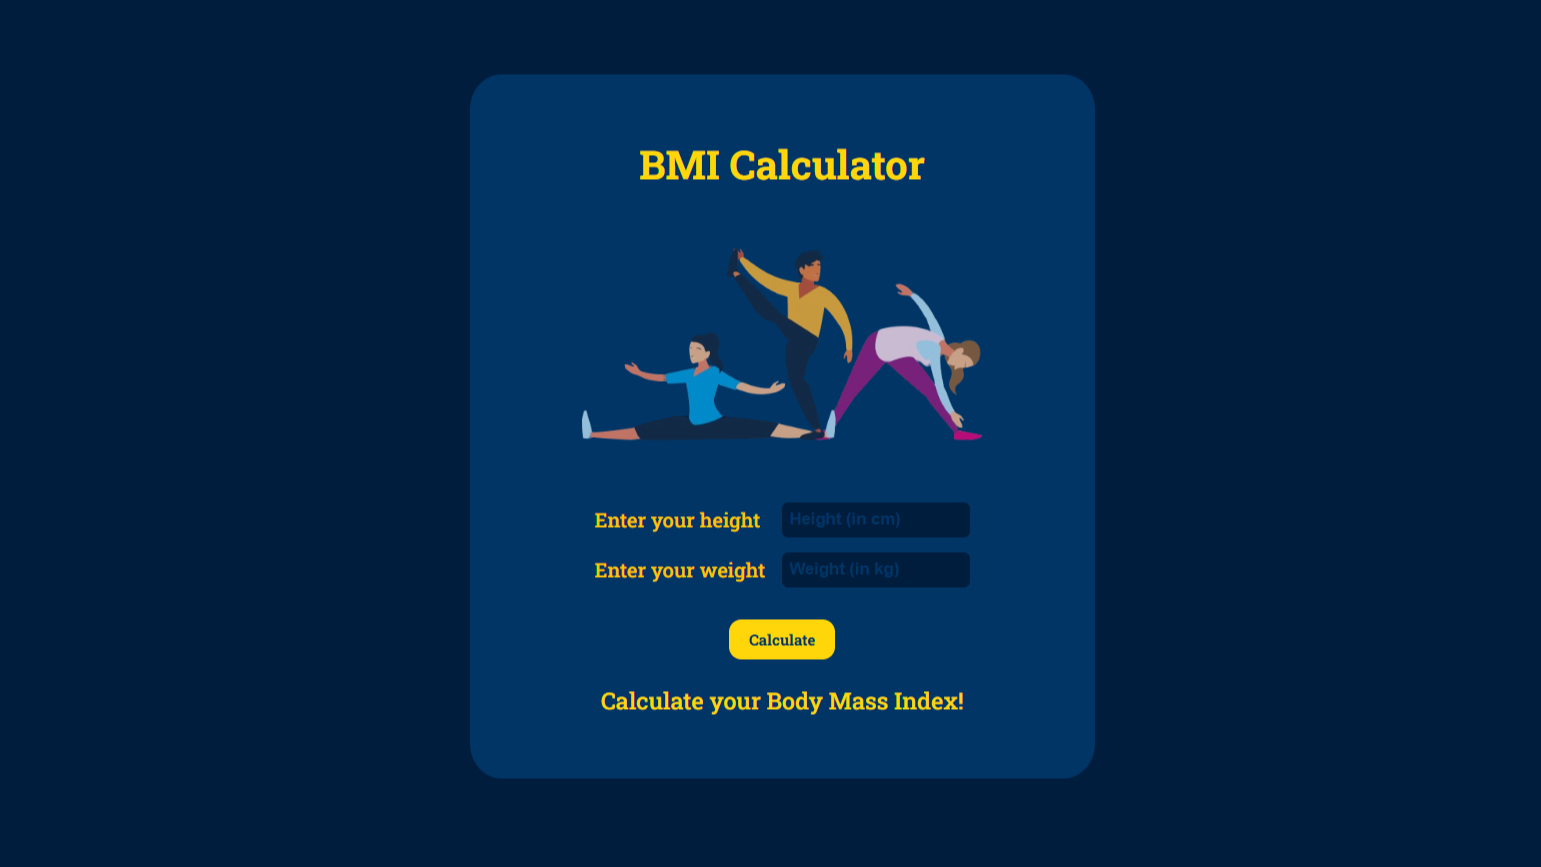 BMI Calculator
Enter your height Height (in cm)
Enter your weight Weight (in kg)
Calculate
Calculate your Body Mass Index!